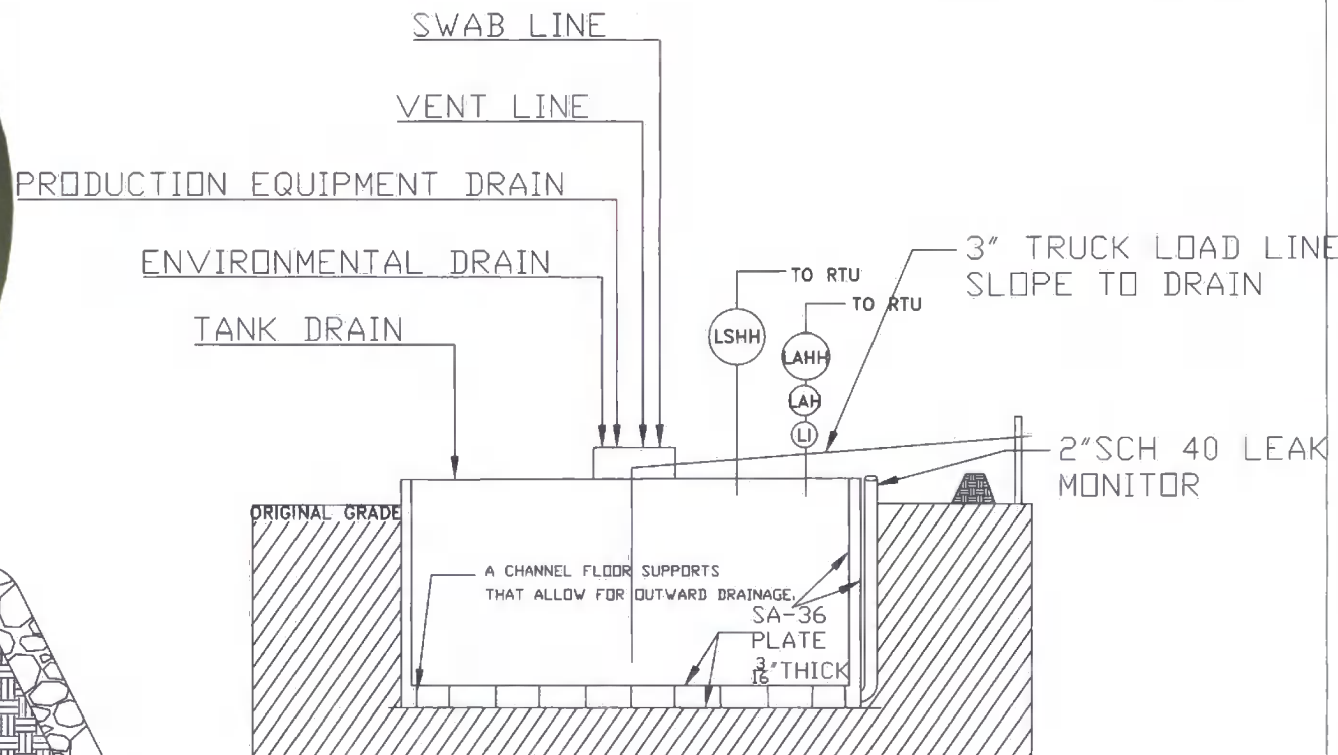 SWAB LINE
VENT LINE
PRODUCTION EQUIPMENT DRAIN
ENVIRONMENTAL DRAIN
TANK DRAIN
TO RTU
TO RTU
3" TRUCK LOAD LINE
SLOPE TO DRAIN
LSHH
LAHH
LAH
LI
2"SCH 40 LEAK
MONITOR
ORIGINAL GRADE
A CHANNEL FLOOR SUPPORTS
THAT ALLOW FOR OUTWARD DRAINAGE.
SA-36
PLATE
3/16"THICK